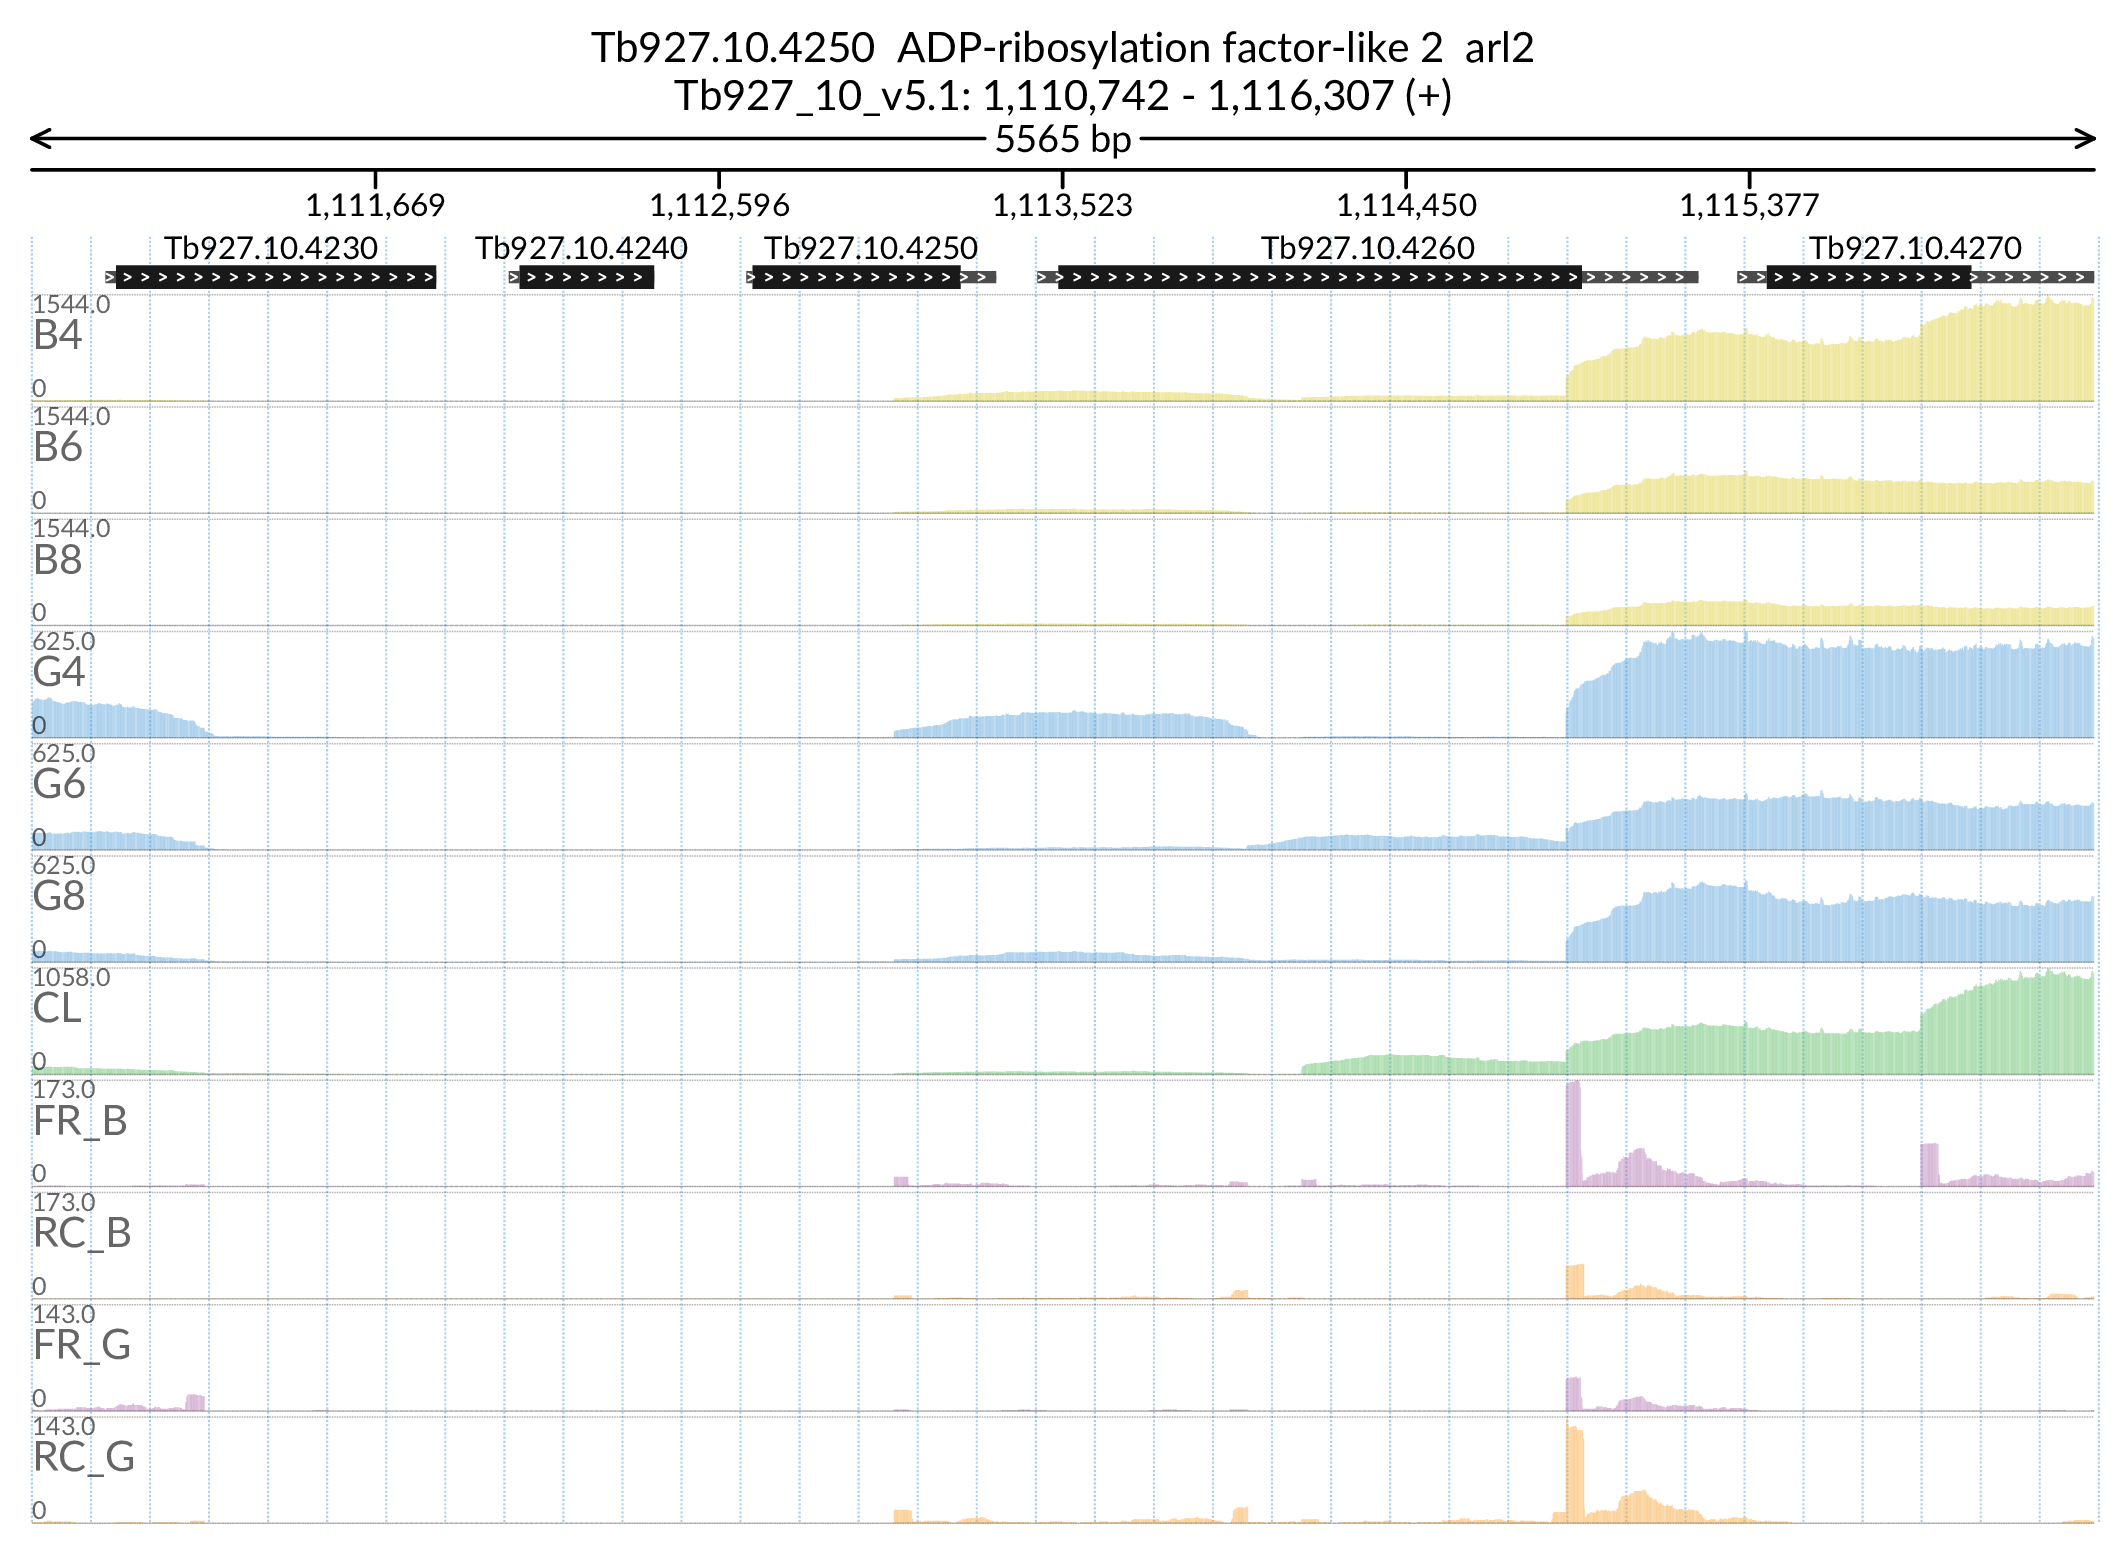 Tb927.10.4250 ADP-ribosylation factor-like 2 arl2
Tb927_10_v5.1: 1,110,742 - 1,116,307 (+)
5565 bp
1,111,669 1,112,596 1,113,523 1,114,450 1,115,377
Tb927.10.4230 Tb927.10.4240 Tb927.10.4250 Tb927.10.4260 Tb927.10.4270
1544.0
B4
0
1544.0
B6
0
1544.0
B8
0
625.0
G4
0
625.0
G6
0
625.0
G8
0
1058.0
CL
0
173.0
FR_B
0
173.0
RC_B
0
143.0
FR_G
0
143.0
RC_G
0